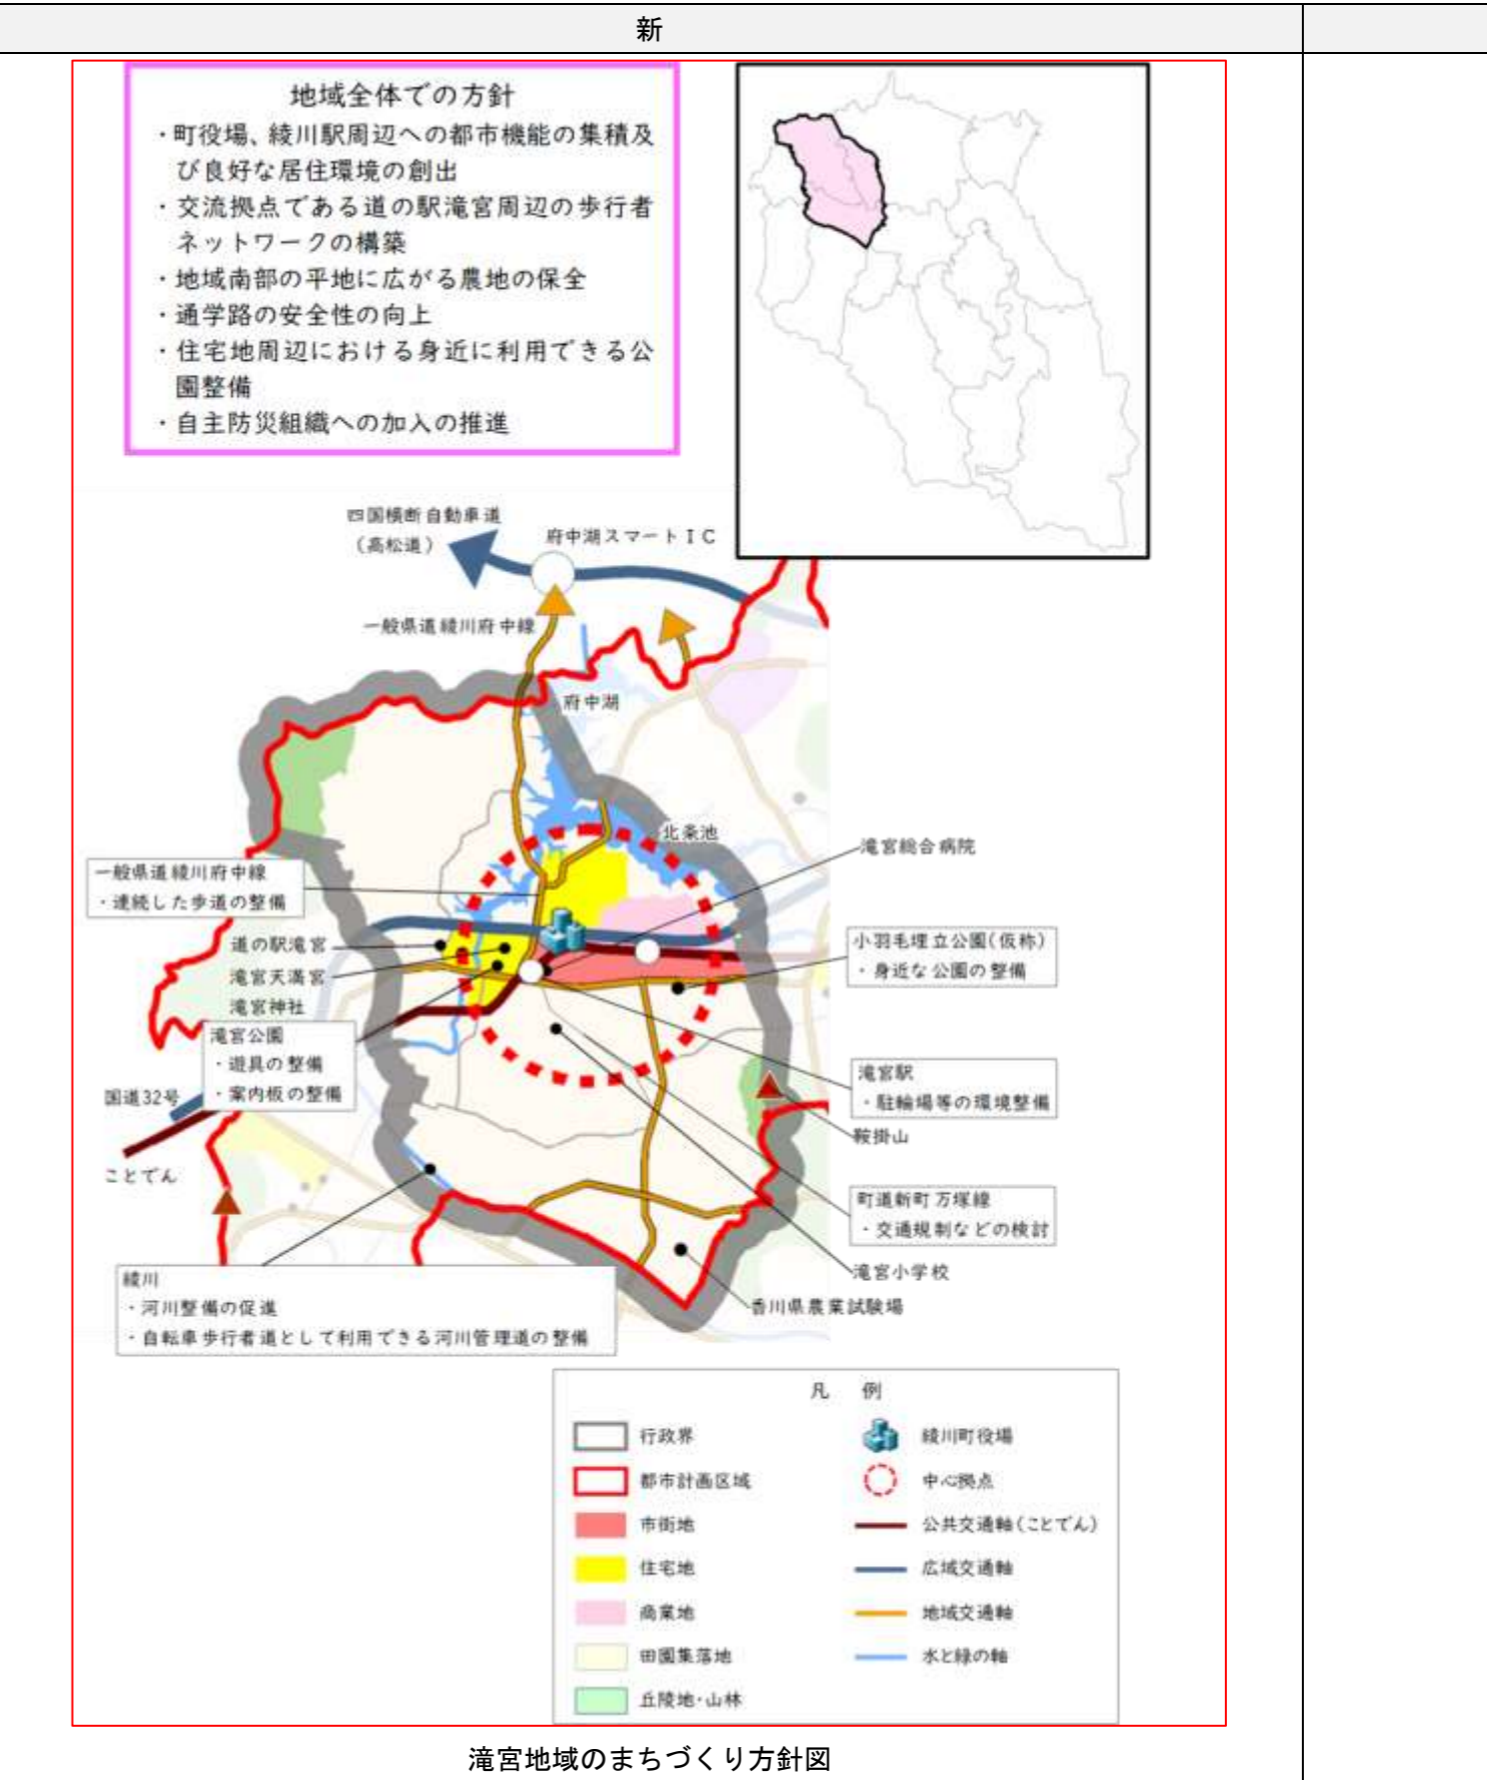 新
地域全体での方針
・町役場、綾川駅周辺への都市機能の集積及
び良好な居住環境の創出
・交流拠点である道の駅滝宮周辺の歩行者
ネットワークの構築
・地域南部の平地に広がる農地の保全
・通学路の安全性の向上
・住宅地周辺における身近に利用できる公
園整備
・自主防災組織への加入の推進
四国横断自動車道
（高松道）
府中湖スマートＩＣ
一般県道綾川府中線
府中湖
北条池
滝宮総合病院
一般県道綾川府中線
・連続した歩道の整備
道の駅滝宮
滝宮天満宮
滝宮神社
小羽毛埋立公園(仮称)
・身近な公園の整備
滝宮公園
・遊具の整備
・案内板の整備
国道32号
ことでん
滝宮駅
・駐輪場等の環境整備
鞍掛山
町道新町万塚線
・交通規制などの検討
滝宮小学校
香川県農業試験場
綾川
・河川整備の促進
・自転車歩行者道として利用できる河川管理道の整備
凡 例
行政界
都市計画区域
市街地
住宅地
商業地
田園集落地
丘陵地・山林
綾川町役場
中心拠点
公共交通軸(ことでん)
広域交通軸
地域交通軸
水と緑の軸
滝宮地域のまちづくり方針図